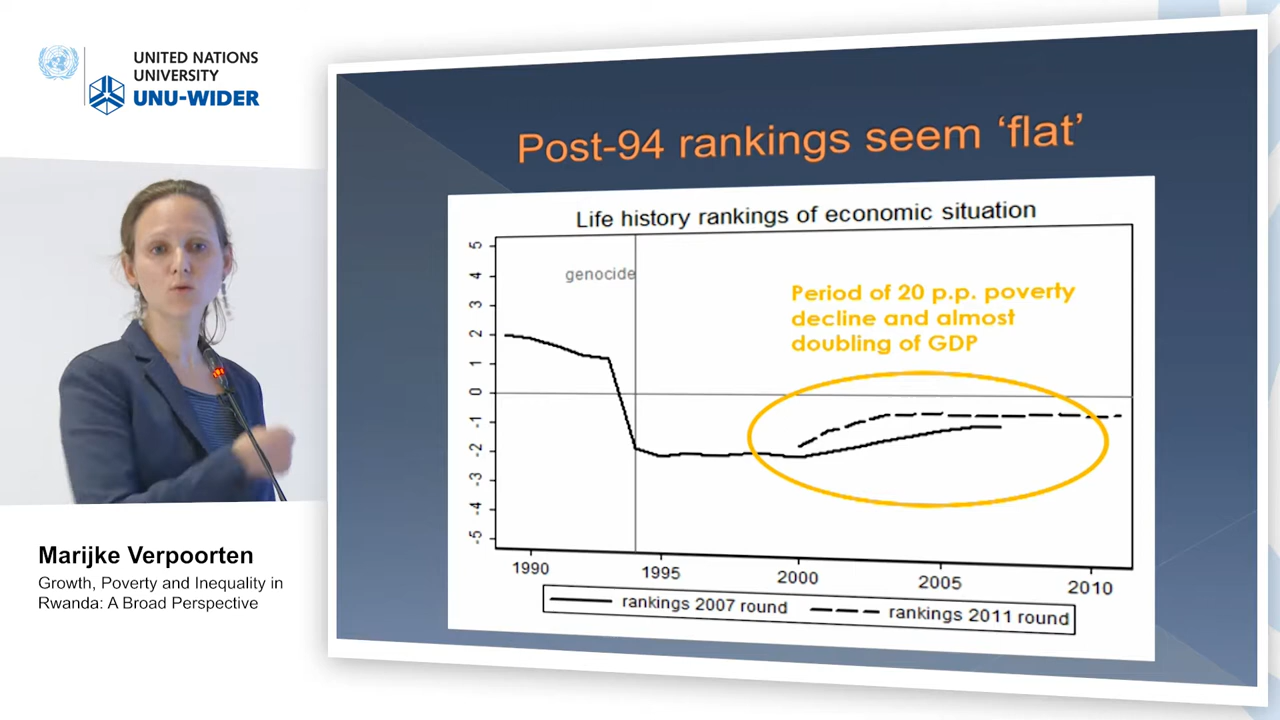 UNITED NATIONS
UNIVERSITY
UNU-WIDER
Post-94 rankings seem ‘flat’
Life history rankings of economic situation
5
4
3
2
1
0
-1
-2
-3
-4
-5
genocide
Period of 20 p.p. poverty
decline and almost
doubling of GDP
1990
1995
2000
2005
2010
rankings 2007 round
rankings 2011 round
Marijke Verpoorten
Growth, Poverty and Inequality in
Rwanda: A Broad Perspective